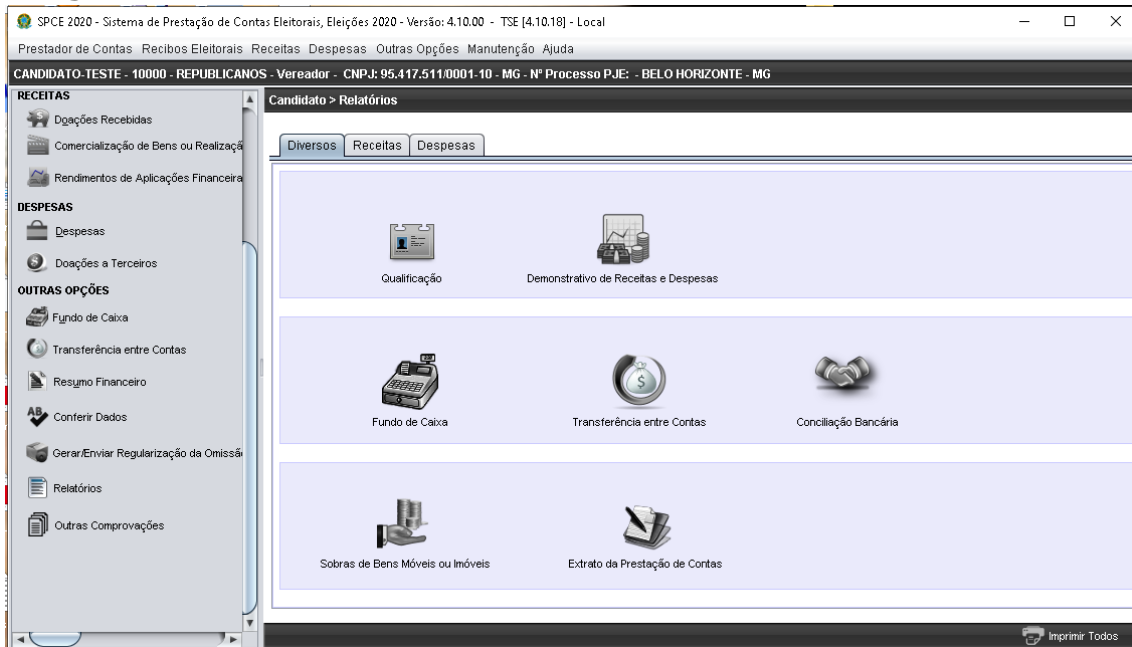 SPCE 2020 - Sistema de Prestação de Contas Eleitorais, Eleições 2020 - Versão: 4.10.00 - TSE [4.10.18] - Local
Prestador de Contas Recibos Eleitorais Receitas Despesas Outras Opções Manutenção Ajuda
CANDIDATO-TESTE - 10000 - REPUBLICANOS - Vereador - CNPJ: 95.417.511/0001-10 - MG - Nº Processo PJE: - BELO HORIZONTE - MG
RECEITAS
Doações Recebidas
Comercialização de Bens ou Realizaçã
Rendimentos de Aplicações Financeira
DESPESAS
Despesas
Doações a Terceiros
OUTRAS OPÇÕES
Fundo de Caixa
Transferência entre Contas
Resumo Financeiro
Conferir Dados
Gerar/Enviar Regularização da Omissã
Relatórios
Outras Comprovações
Candidato > Relatórios
Diversos Receitas Despesas
Qualificação Demonstrativo de Receitas e Despesas
Fundo de Caixa Transferência entre Contas Conciliação Bancária
Sobras de Bens Móveis ou Imóveis Extrato da Prestação de Contas
Imprimir Todos